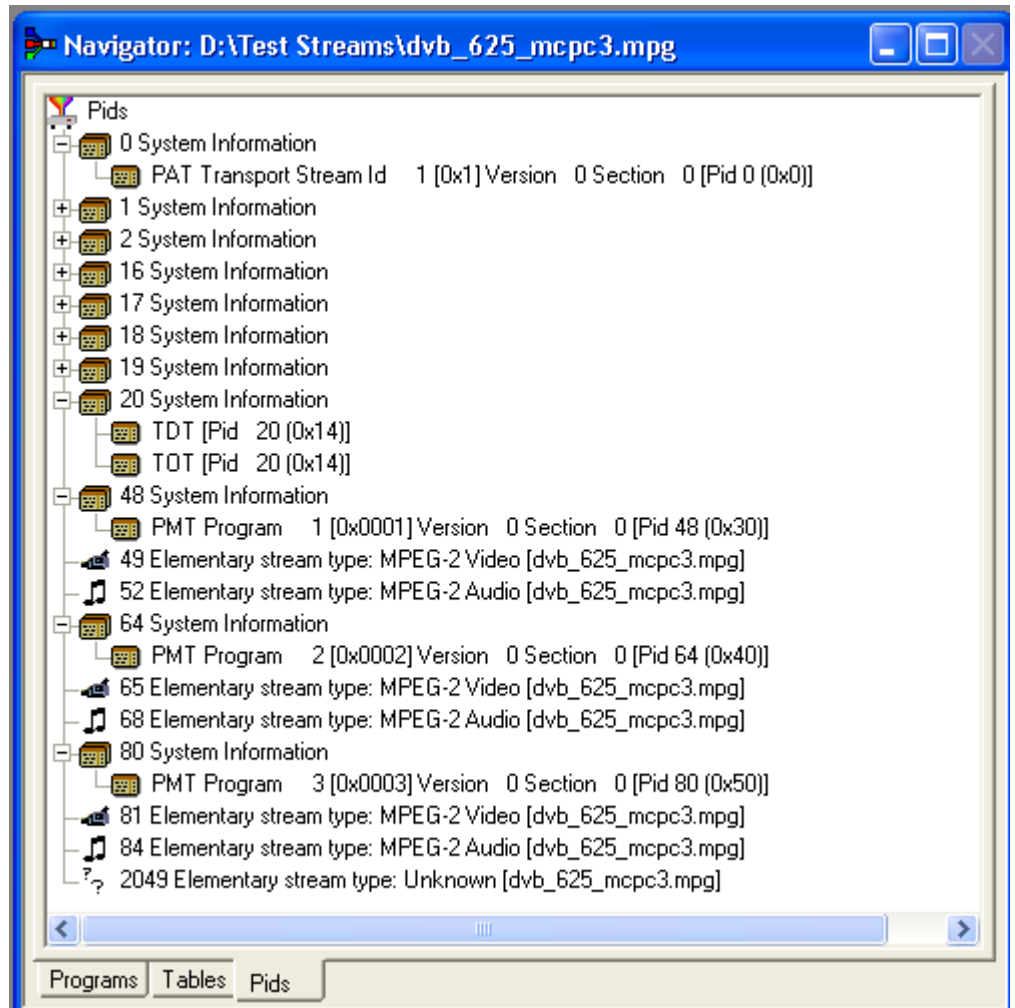 Navigator: D:\Test Streams\dvb_625_mcpc3.mpg
Pids
0 System Information
PAT Transport Stream Id 1 [0x1] Version 0 Section 0 [Pid 0 (0x0)]
1 System Information
2 System Information
16 System Information
17 System Information
18 System Information
19 System Information
20 System Information
TDT [Pid 20 (0x14)]
TOT [Pid 20 (0x14)]
48 System Information
PMT Program 1 [0x0001] Version 0 Section 0 [Pid 48 (0x30)]
49 Elementary stream type: MPEG-2 Video [dvb_625_mcpc3.mpg]
52 Elementary stream type: MPEG-2 Audio [dvb_625_mcpc3.mpg]
64 System Information
PMT Program 2 [0x0002] Version 0 Section 0 [Pid 64 (0x40)]
65 Elementary stream type: MPEG-2 Video [dvb_625_mcpc3.mpg]
68 Elementary stream type: MPEG-2 Audio [dvb_625_mcpc3.mpg]
80 System Information
PMT Program 3 [0x0003] Version 0 Section 0 [Pid 80 (0x50)]
81 Elementary stream type: MPEG-2 Video [dvb_625_mcpc3.mpg]
84 Elementary stream type: MPEG-2 Audio [dvb_625_mcpc3.mpg]
2049 Elementary stream type: Unknown [dvb_625_mcpc3.mpg]
Programs Tables Pids